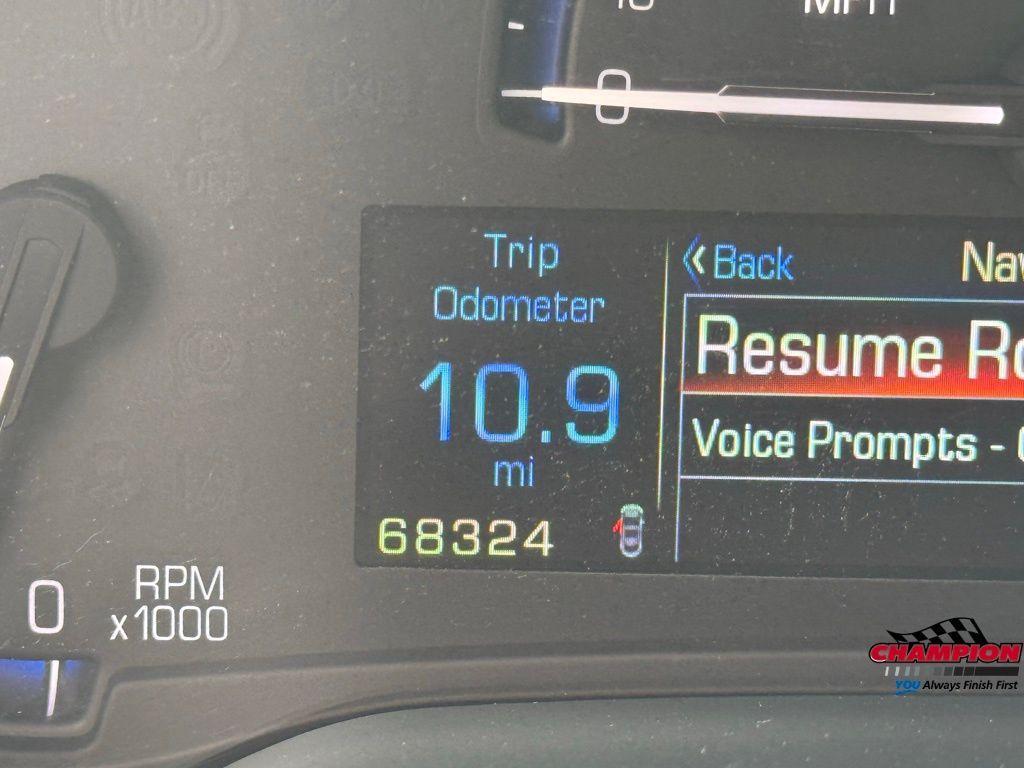 0
Trip
Odometer
10.9
mi
68324
Back
Resume
Voice Prompts -
0
RPM
x1000
CHAMPION
YOU Always Finish First